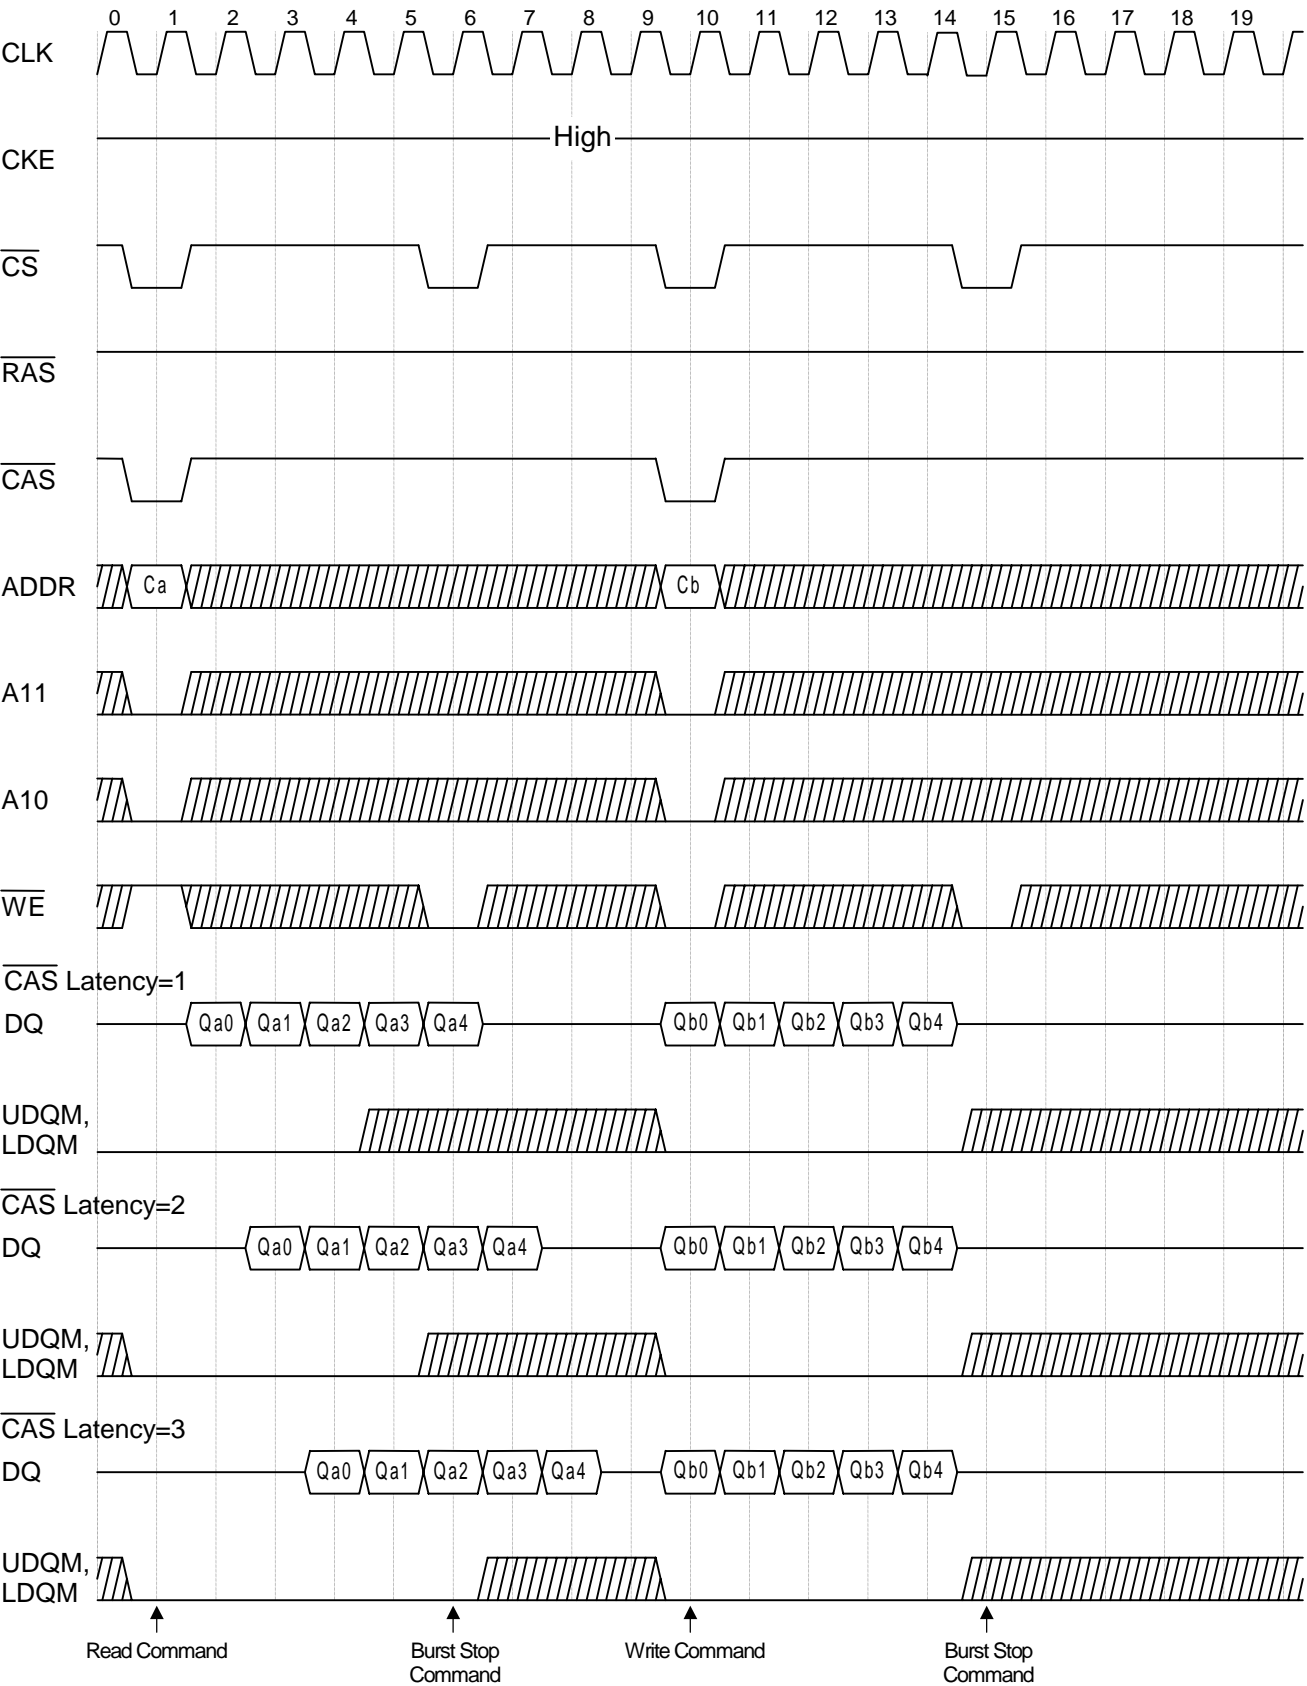 0 1 2 3 4 5 6 7 8 9 10 11 12 13 14 15 16 17 18 19
CLK
High
CKE
CS
RAS
CAS
ADDR Ca Cb
A11
A10
WE
CAS Latency=1
DQ Qa0 Qa1 Qa2 Qa3 Qa4 Qb0 Qb1 Qb2 Qb3 Qb4
UDQM,
LDQM
CAS Latency=2
DQ Qa0 Qa1 Qa2 Qa3 Qa4 Qb0 Qb1 Qb2 Qb3 Qb4
UDQM,
LDQM
CAS Latency=3
DQ Qa0 Qa1 Qa2 Qa3 Qa4 Qb0 Qb1 Qb2 Qb3 Qb4
UDQM,
LDQM
Read Command
Burst Stop
Command
Write Command
Burst Stop
Command